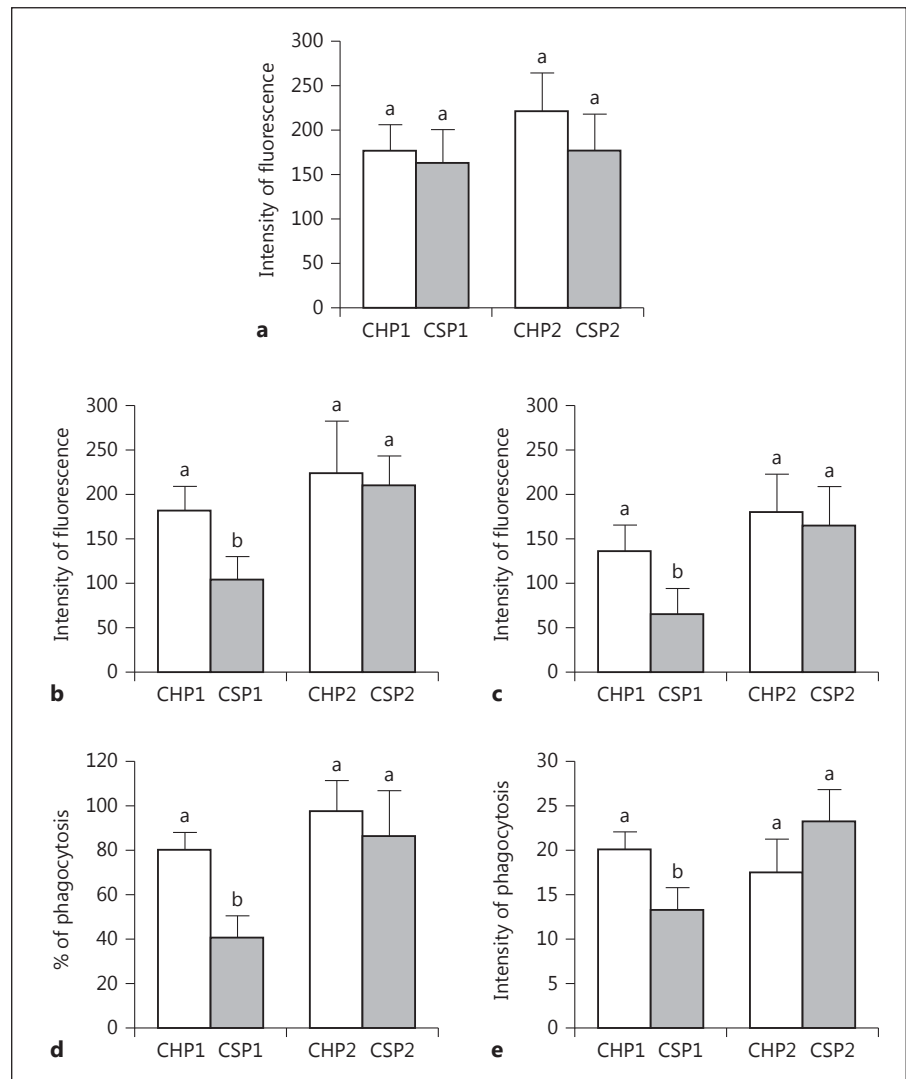 300
250
200
150
100
50
0
Intensity of fluorescence
a
a
a
a
CHP1 CSP1 CHP2 CSP2
a
300
250
200
150
100
50
0
Intensity of fluorescence
a
b
a
a
CHP1 CSP1 CHP2 CSP2
b
300
250
200
150
100
50
0
Intensity of fluorescence
a
b
a
a
CHP1 CSP1 CHP2 CSP2
c
120
100
80
60
40
20
0
% of phagocytosis
a
b
a
a
CHP1 CSP1 CHP2 CSP2
d
30
25
20
15
10
5
0
Intensity of phagocytosis
a
b
a
a
CHP1 CSP1 CHP2 CSP2
e